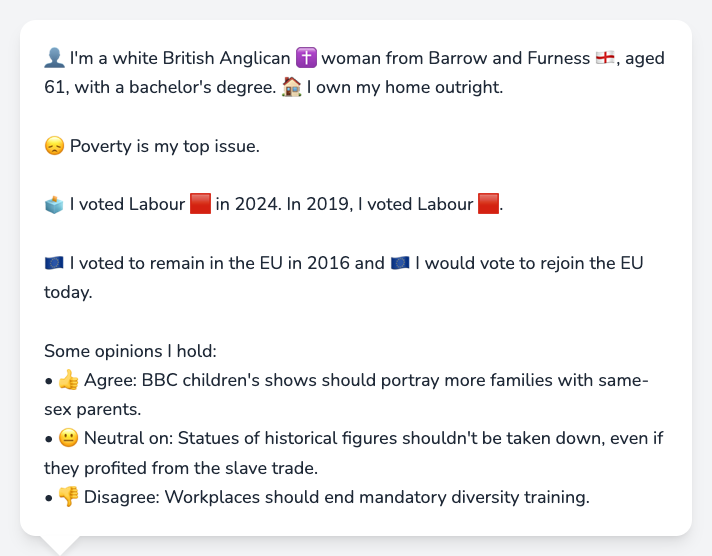 👤 I'm a white British Anglican ✝️ woman from Barrow and Furness 🏴󠁧󠁢󠁥󠁮󠁧󠁿, aged
61, with a bachelor's degree. 🏠 I own my home outright.
😞 Poverty is my top issue.
🗳️ I voted Labour 🟥 in 2024. In 2019, I voted Labour 🟥.
🇪🇺 I voted to remain in the EU in 2016 and 🇪🇺 I would vote to rejoin the EU
today.
Some opinions I hold:
• 👍 Agree: BBC children's shows should portray more families with same-
sex parents.
• 😐 Neutral on: Statues of historical figures shouldn't be taken down, even if
they profited from the slave trade.
• 👎 Disagree: Workplaces should end mandatory diversity training.